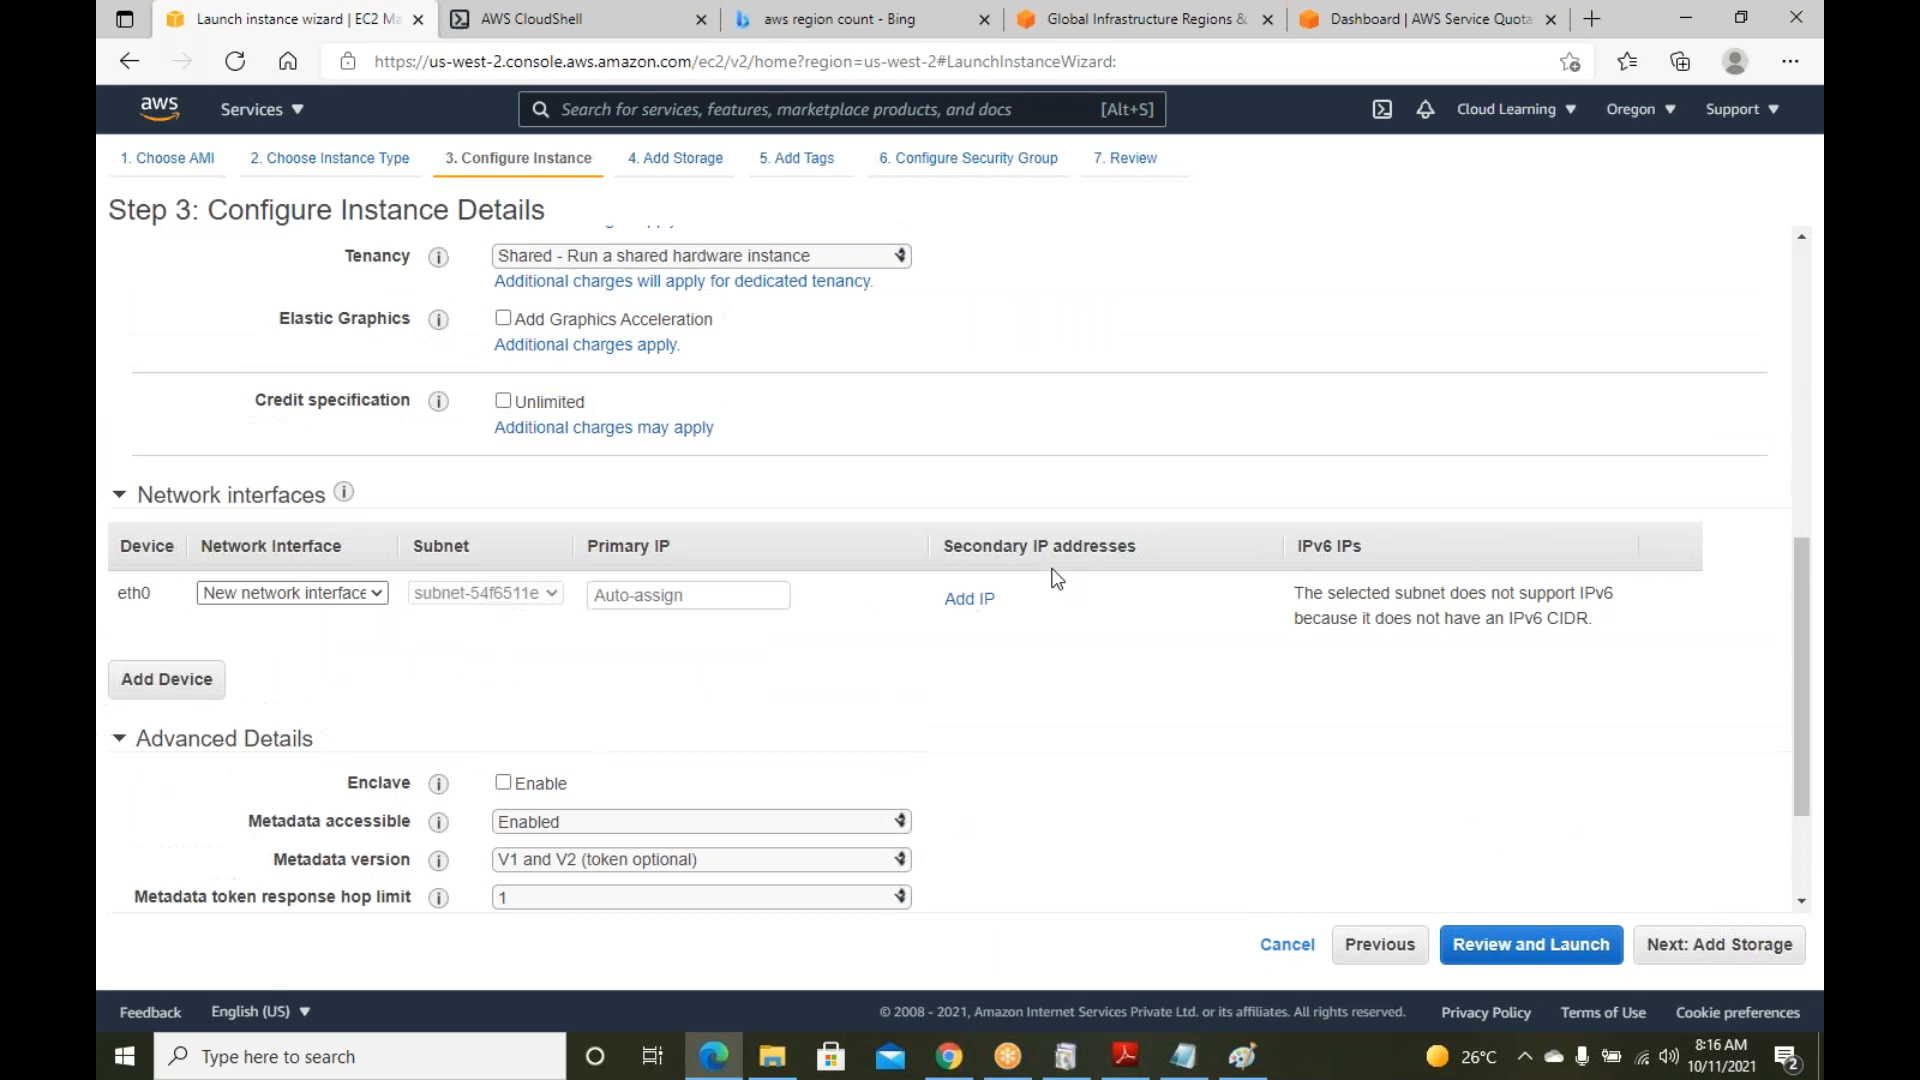 Launch instance wizard | EC2 Ma
AWS CloudShell
aws region count - Bing
Global Infrastructure Regions &
Dashboard | AWS Service Quota
https://us-west-2.console.aws.amazon.com/ec2/v2/home?region=us-west-2#LaunchInstanceWizard:
aws
Services
Search for services, features, marketplace products, and docs
[Alt+S]
Cloud Learning
Oregon
Support
1. Choose AMI
2. Choose Instance Type
3. Configure Instance
4. Add Storage
5. Add Tags
6. Configure Security Group
7. Review
Step 3: Configure Instance Details
Tenancy
Shared - Run a shared hardware instance
Additional charges will apply for dedicated tenancy.
Elastic Graphics
Add Graphics Acceleration
Additional charges apply.
Credit specification
Unlimited
Additional charges may apply
Network interfaces
Device
Network Interface
Subnet
Primary IP
Secondary IP addresses
IPv6 IPs
eth0
New network interface
subnet-54f6511e
Auto-assign
Add IP
The selected subnet does not support IPv6
because it does not have an IPv6 CIDR.
Add Device
Advanced Details
Enclave
Enable
Metadata accessible
Enabled
Metadata version
V1 and V2 (token optional)
Metadata token response hop limit
1
Cancel
Previous
Review and Launch
Next: Add Storage
Feedback
English (US)
© 2008 - 2021, Amazon Internet Services Private Ltd. or its affiliates. All rights reserved.
Privacy Policy
Terms of Use
Cookie preferences
Type here to search
26°C
8:16 AM
10/11/2021
2